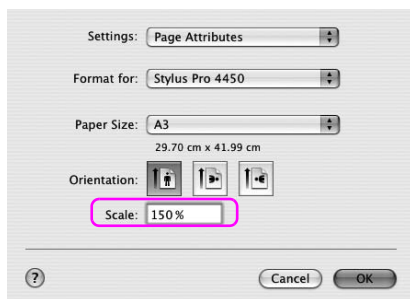 Settings: Page Attributes
Format for: Stylus Pro 4450
Paper Size: A3
29.70 cm x 41.99 cm
Orientation:
Scale: 150 %
? Cancel OK